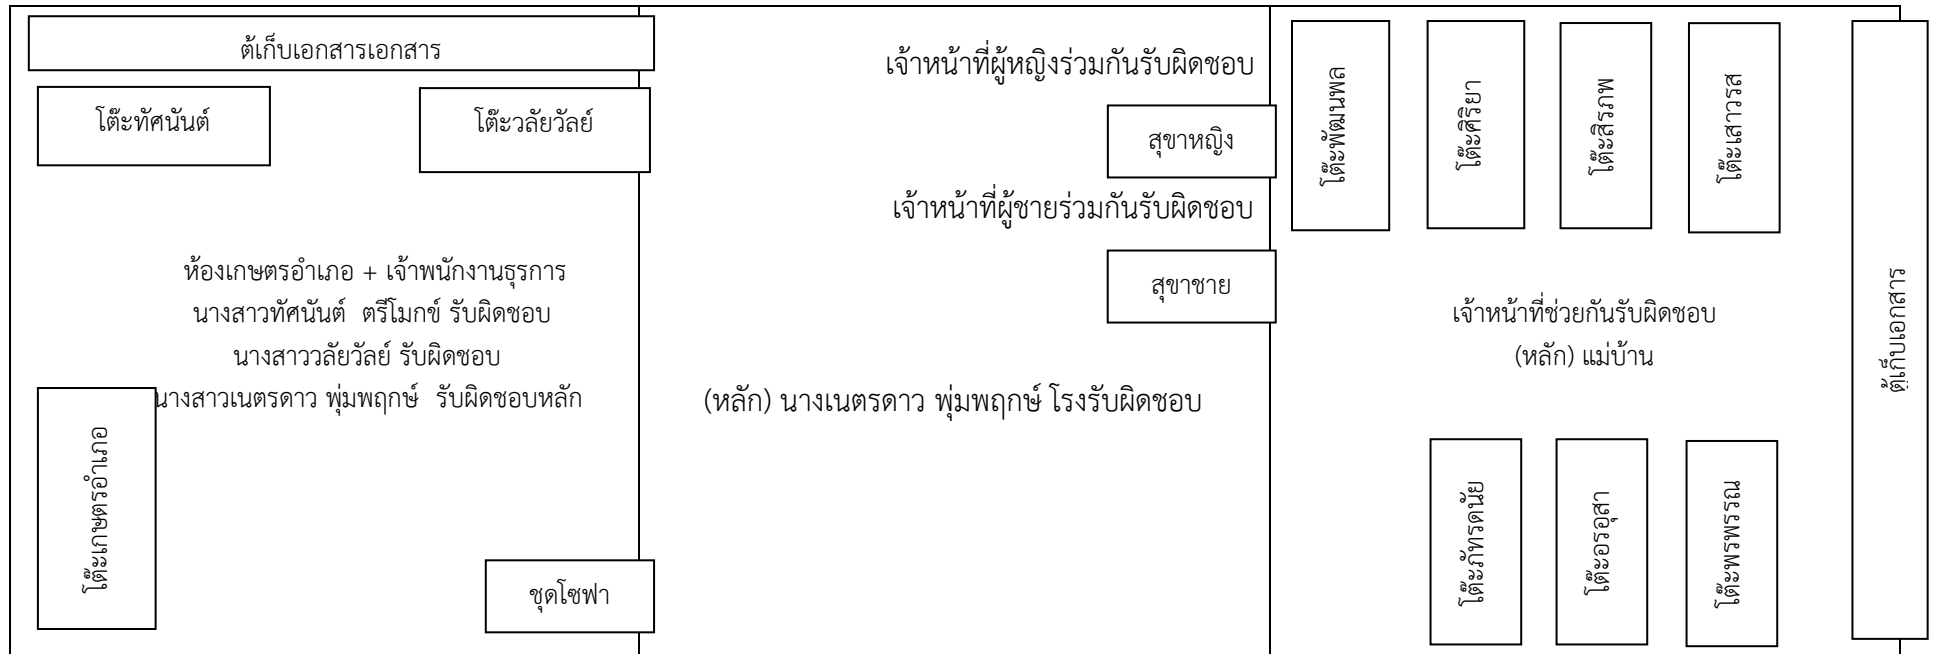 ต้เก็บเอกสารเอกสาร
โต๊ะทัศนันต์
โต๊ะวลัยวัลย์
ห้องเกษตรอำเภอ + เจ้าพนักงานธุรการ
นางสาวทัศนันต์ ตรีโมกข์ รับผิดชอบ
นางสาววลัยวัลย์ รับผิดชอบ
นางสาวเนตรดาว พุ่มพฤกษ์ รับผิดชอบหลัก
โต๊ะเกษตรอำเภอ
ชุดโซฟา
เจ้าหน้าที่ผู้หญิงร่วมกันรับผิดชอบ
สุขาหญิง
เจ้าหน้าที่ผู้ชายร่วมกันรับผิดชอบ
สุขาชาย
(หลัก) นางเนตรดาว พุ่มพฤกษ์ โรงรับผิดชอบ
โต๊ะพัฒนพล
โต๊ะศิริยา
โต๊ะสิรภพ
โต๊ะเสาวรส
เจ้าหน้าที่ช่วยกันรับผิดชอบ
(หลัก) แม่บ้าน
โต๊ะภัทรดนัย
โต๊ะอรอุสา
โต๊ะพรพรรณ
ตู้เก็บเอกสาร